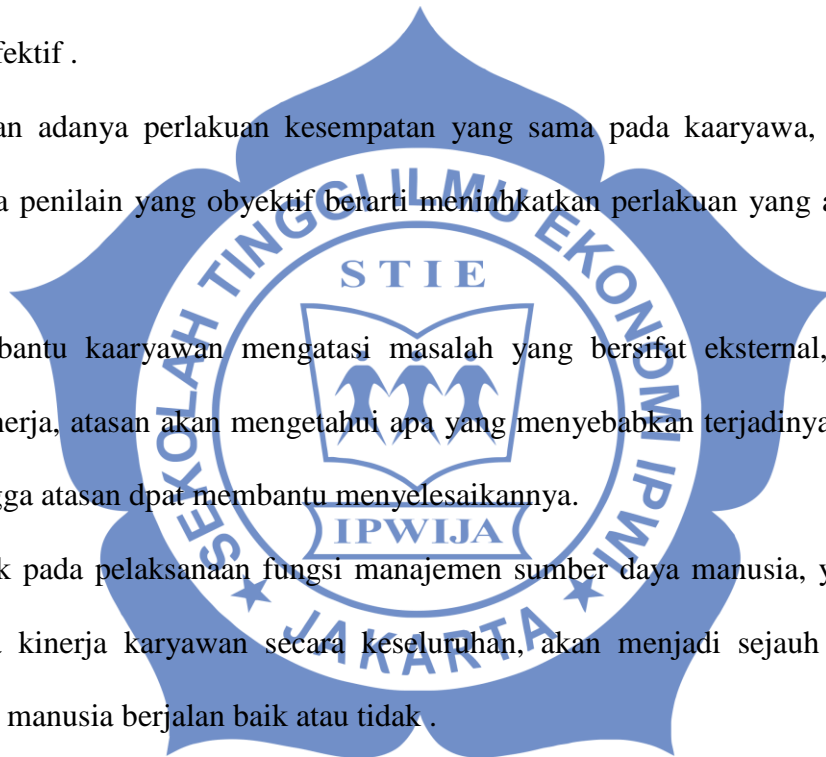 fektif .
an adanya perlakuan kesempatan yang sama pada kaaryawa,
a penilain yang obyektif berarti meninhkatkan perlakuan yang a
bantu kaaryawan mengatasi masalah yang bersifat eksternal,
nerja, atasan akan mengetahui apa yang menyebabkan terjadinya
gga atasan dpat membantu menyelesaikannya.
k pada pelaksanaan fungsi manajemen sumber daya manusia, y
a kinerja karyawan secara keseluruhan, akan menjadi sejauh
manusia berjalan baik atau tidak .
SEKOLAH TINGGI ILMU EKONOMI IPWI
STIE
IPWIJA
★ JAKARTA ★